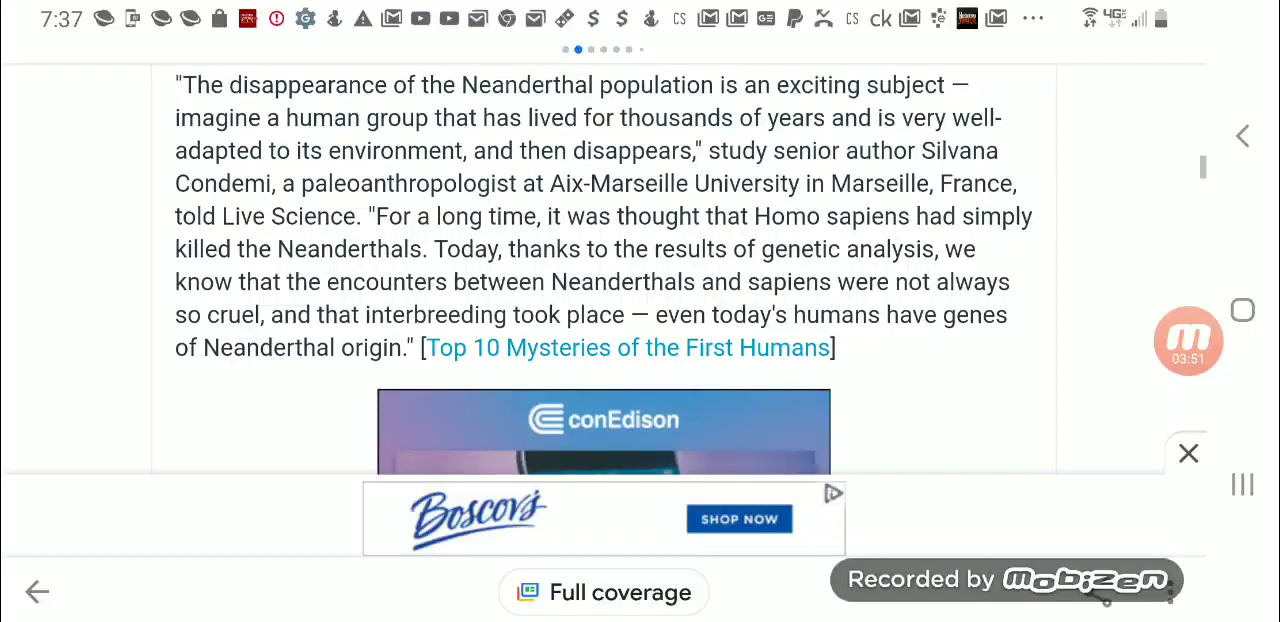 7:37 CS CS ck 4GE
"The disappearance of the Neanderthal population is an exciting subject —
imagine a human group that has lived for thousands of years and is very well-
adapted to its environment, and then disappears," study senior author Silvana
Condemi, a paleoanthropologist at Aix-Marseille University in Marseille, France,
told Live Science. "For a long time, it was thought that Homo sapiens had simply
killed the Neanderthals. Today, thanks to the results of genetic analysis, we
know that the encounters between Neanderthals and sapiens were not always
so cruel, and that interbreeding took place — even today's humans have genes
of Neanderthal origin." [Top 10 Mysteries of the First Humans]
03:51
conEdison
Boscov's
SHOP NOW
Full coverage
Recorded by mobizen